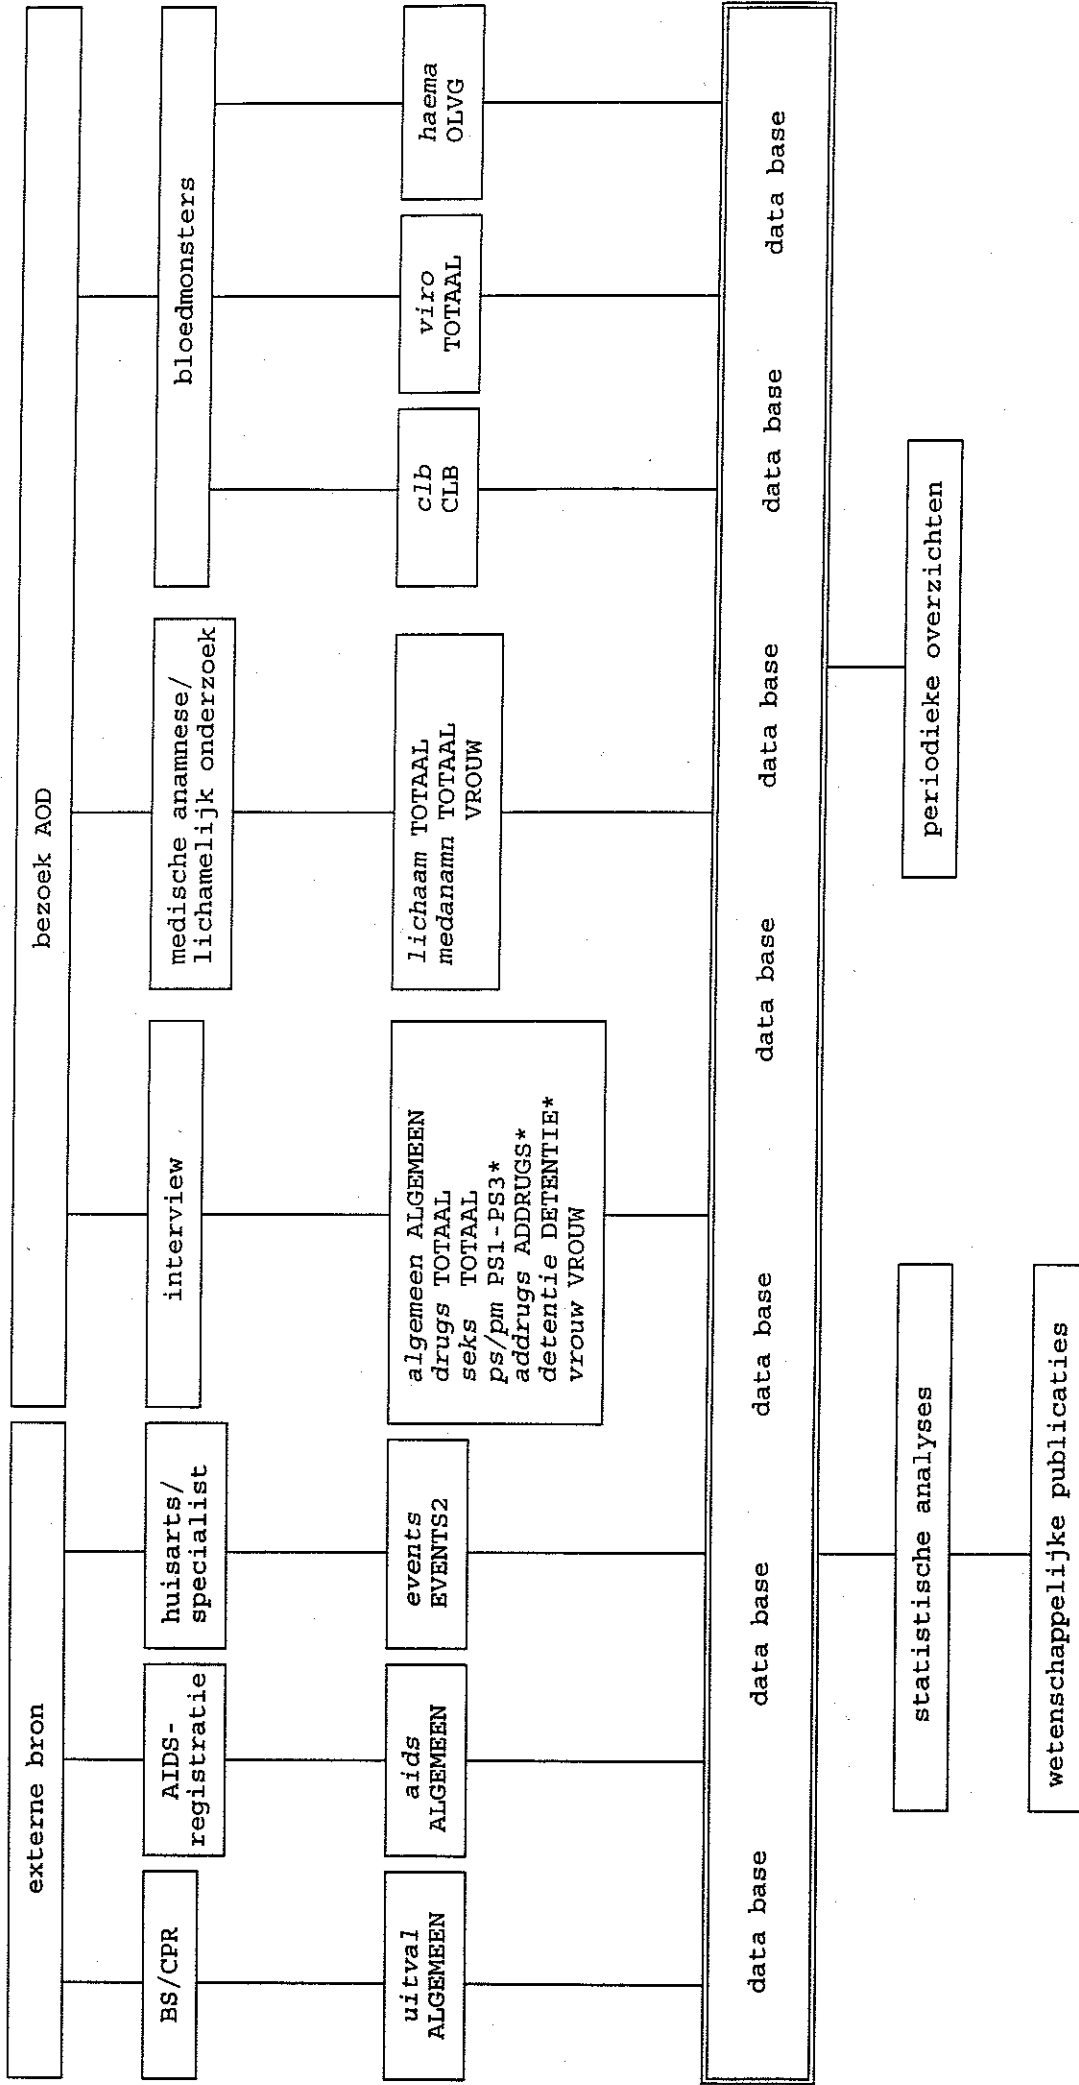 externe bron
bezoek AOD
BS/CPR
AIDS-
registratie
huisarts/
specialist
interview
medische anamnese/
lichamelijk onderzoek
bloedmonsters
uitval
ALGEMEEN
aids
ALGEMEEN
events
EVENTS2
algemeen ALGEMEEN
drugs TOTAAL
seks TOTAAL
ps/pm PS1-PS3*
addrugs ADDRUGS*
detentie DETENTIE*
vrouw VROUW
lichaam TOTAAL
medanamn TOTAAL
VROUW
clb
CLB
viro
TOTAAL
haema
OLVG
data base data base data base data base data base data base data base data base
statistische analyses
periodieke overzichten
wetenschappelijke publicaties